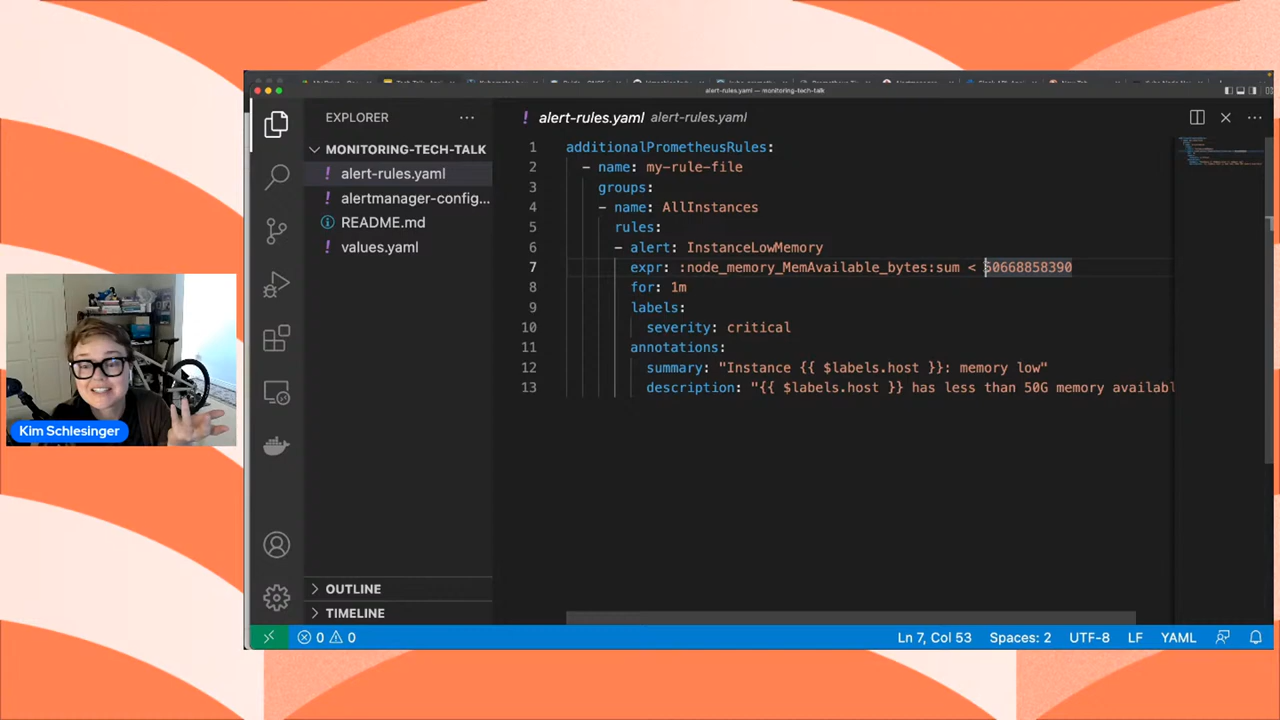 alert-rules.yaml — monitoring-tech-talk
EXPLORER
MONITORING-TECH-TALK
alert-rules.yaml
alertmanager-config...
README.md
values.yaml
OUTLINE
TIMELINE
alert-rules.yaml alert-rules.yaml
1 additionalPrometheusRules:
2 - name: my-rule-file
3 groups:
4 - name: AllInstances
5 rules:
6 - alert: InstanceLowMemory
7 expr: :node_memory_MemAvailable_bytes:sum < 50668858390
8 for: 1m
9 labels:
10 severity: critical
11 annotations:
12 summary: "Instance {{ $labels.host }}: memory low"
13 description: "{{ $labels.host }} has less than 50G memory availabl
Kim Schlesinger
0 0
Ln 7, Col 53 Spaces: 2 UTF-8 LF YAML